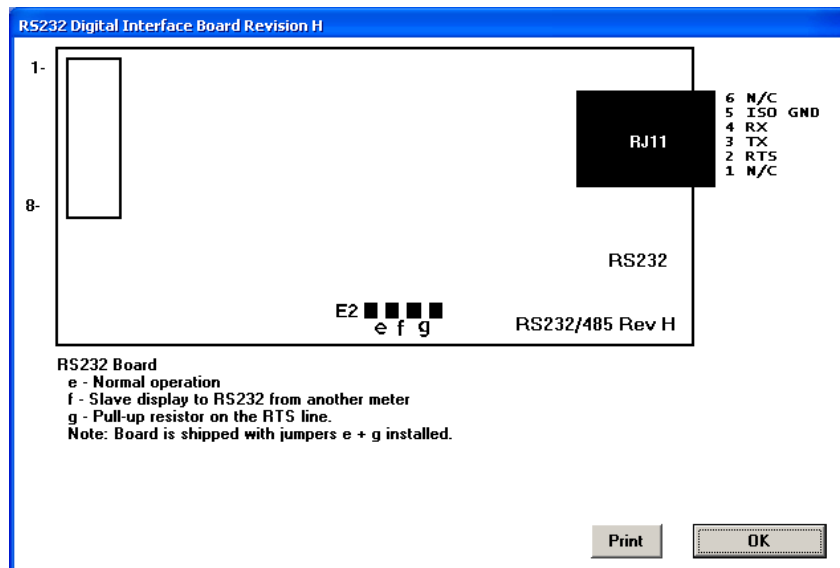 RS232 Digital Interface Board Revision H
1-
6 N/C
5 ISO GND
RJ11
4 RX
3 TX
2 RTS
1 N/C
8-
RS232
E2
e f g
RS232/485 Rev H
RS232 Board
e - Normal operation
f - Slave display to RS232 from another meter
g - Pull-up resistor on the RTS line.
Note: Board is shipped with jumpers e + g installed.
Print
OK